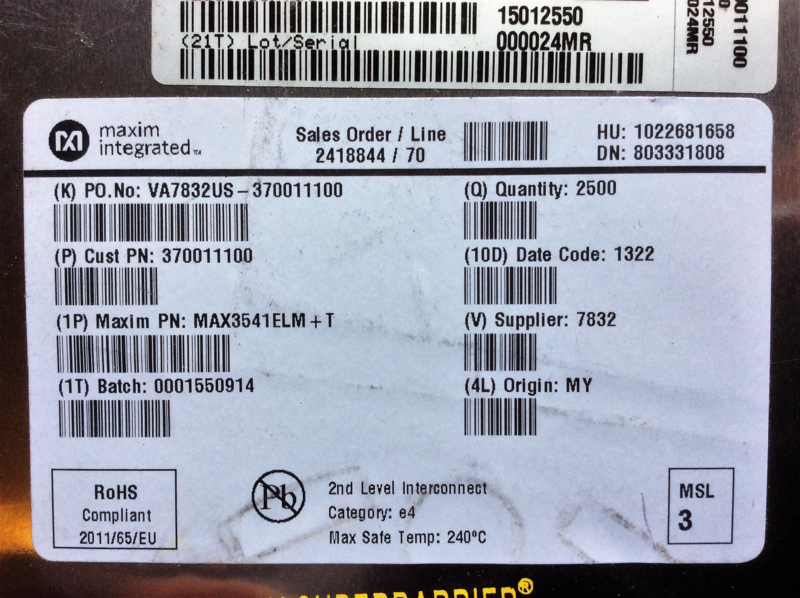 15012550
(21T) Lot/Serial
000024MR
maxim
integrated™
Sales Order / Line
2418844 / 70
HU: 1022681658
DN: 803331808
(K) PO.No: VA7832US-370011100
(Q) Quantity: 2500
(P) Cust PN: 370011100
(10D) Date Code: 1322
(1P) Maxim PN: MAX3541ELM+T
(V) Supplier: 7832
(1T) Batch: 0001550914
(4L) Origin: MY
RoHS
Compliant
2011/65/EU
Pb
2nd Level Interconnect
Category: e4
Max Safe Temp: 240ºC
MSL
3